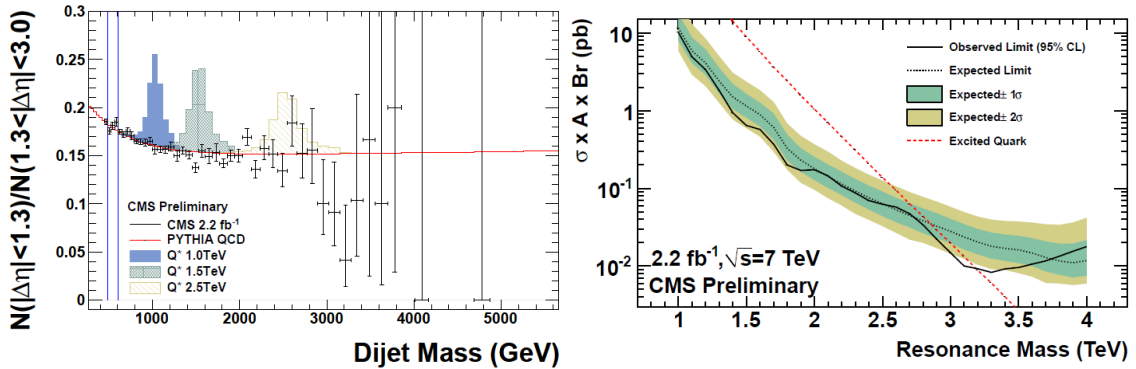 N(|Δη|<1.3)/N(1.3<|Δη|<3.0)
0.3
0.25
0.2
0.15
0.1
0.05
0
CMS Preliminary
CMS 2.2 fb⁻¹
PYTHIA QCD
Q* 1.0TeV
Q* 1.5TeV
Q* 2.5TeV
1000 2000 3000 4000 5000
Dijet Mass (GeV)
σ x A x Br (pb)
10
1
10⁻¹
10⁻²
Observed Limit (95% CL)
Expected Limit
Expected± 1σ
Expected± 2σ
Excited Quark
2.2 fb⁻¹,√s=7 TeV
CMS Preliminary
1 1.5 2 2.5 3 3.5 4
Resonance Mass (TeV)